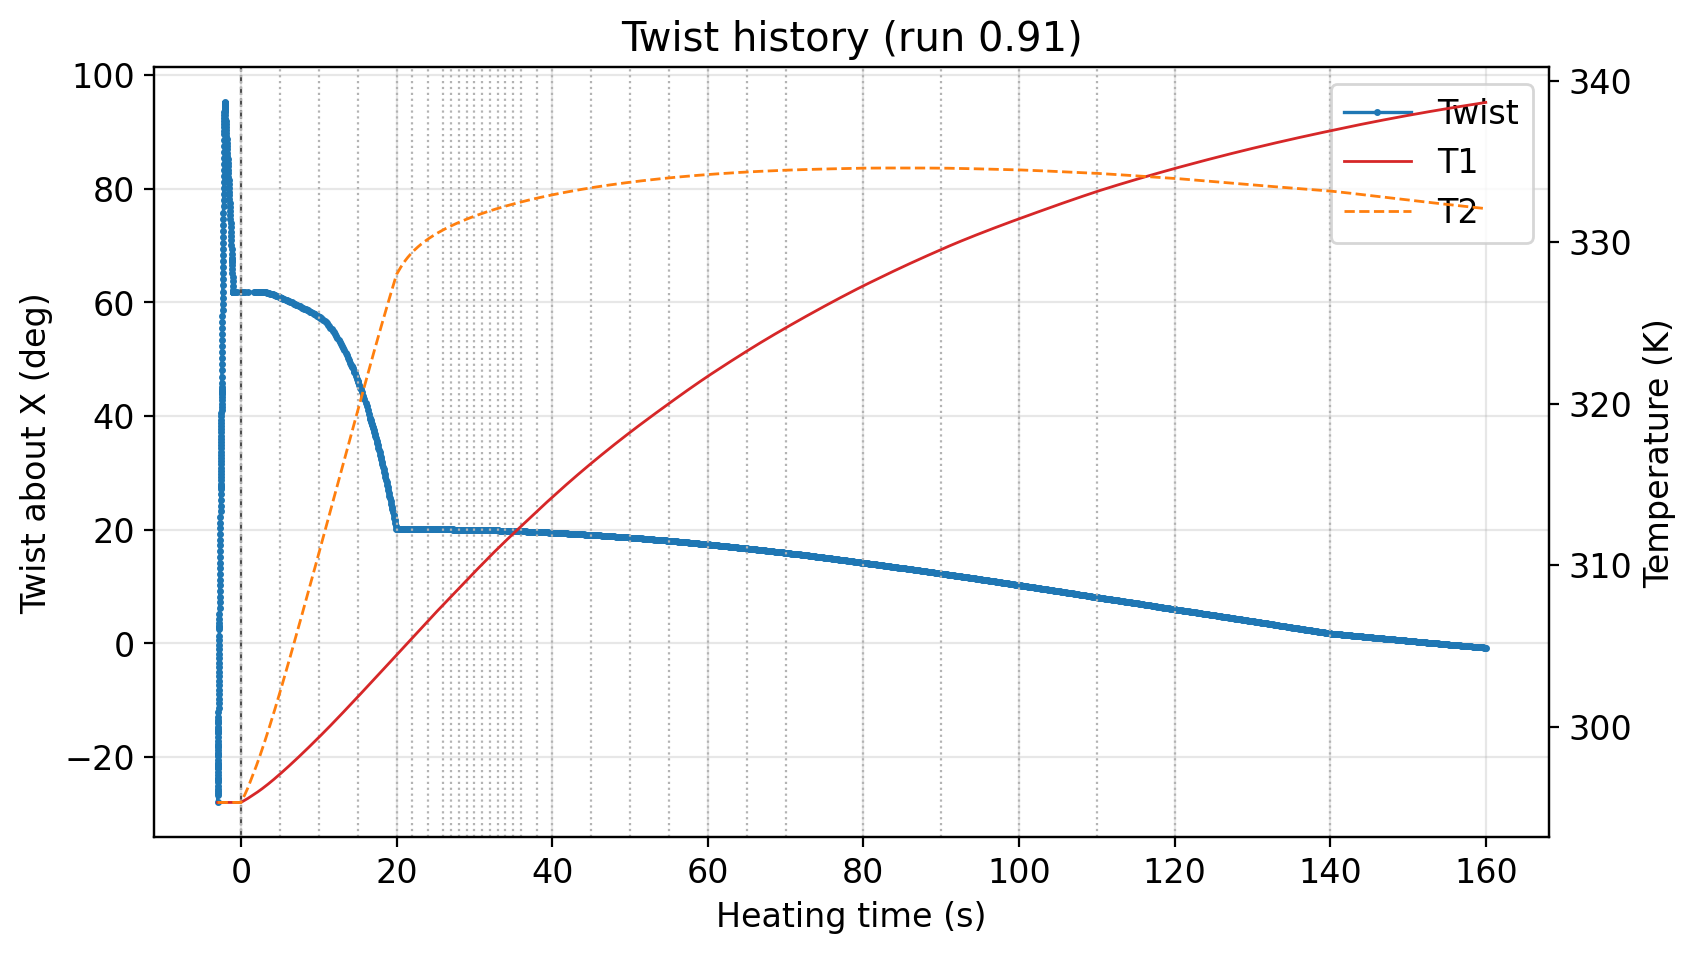 Twist history (run 0.91)
100
80
60
40
20
0
−20
Twist about X (deg)
340
330
320
310
300
Temperature (K)
Twist
T1
T2
0 20 40 60 80 100 120 140 160
Heating time (s)